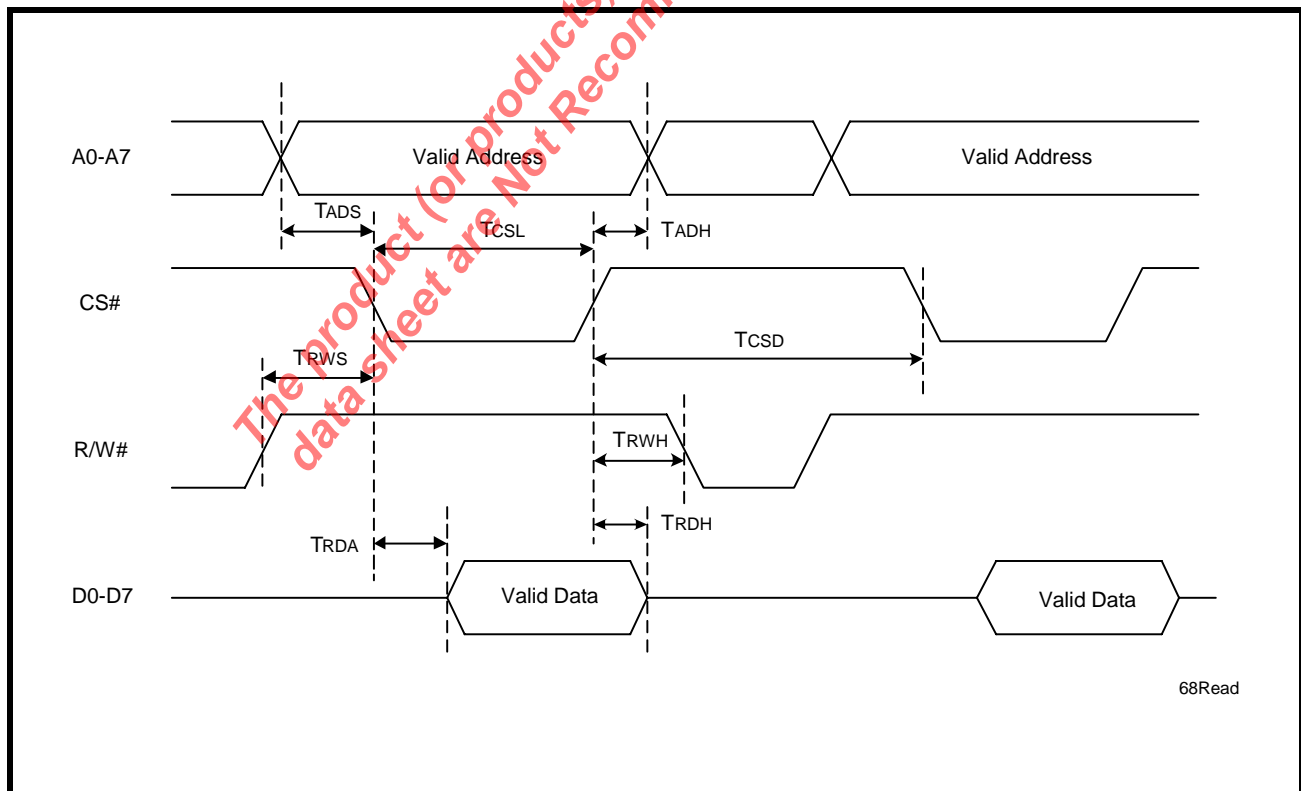 The product (or products)
data sheet are Not Recom
A0-A7
Valid Address
Valid Address
TADS
TCSL
TADH
CS#
TCSD
TRWS
R/W#
TRWH
TRDH
TRDA
D0-D7
Valid Data
Valid Data
68Read